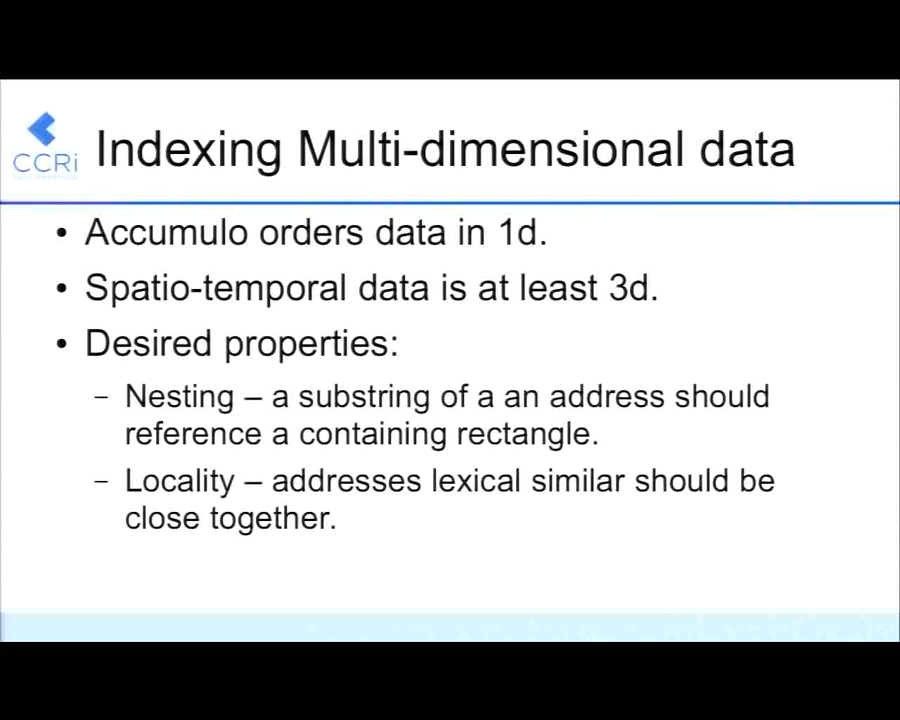 CCRi
Indexing Multi-dimensional data
• Accumulo orders data in 1d.
• Spatio-temporal data is at least 3d.
• Desired properties:
– Nesting – a substring of a an address should
reference a containing rectangle.
– Locality – addresses lexical similar should be
close together.